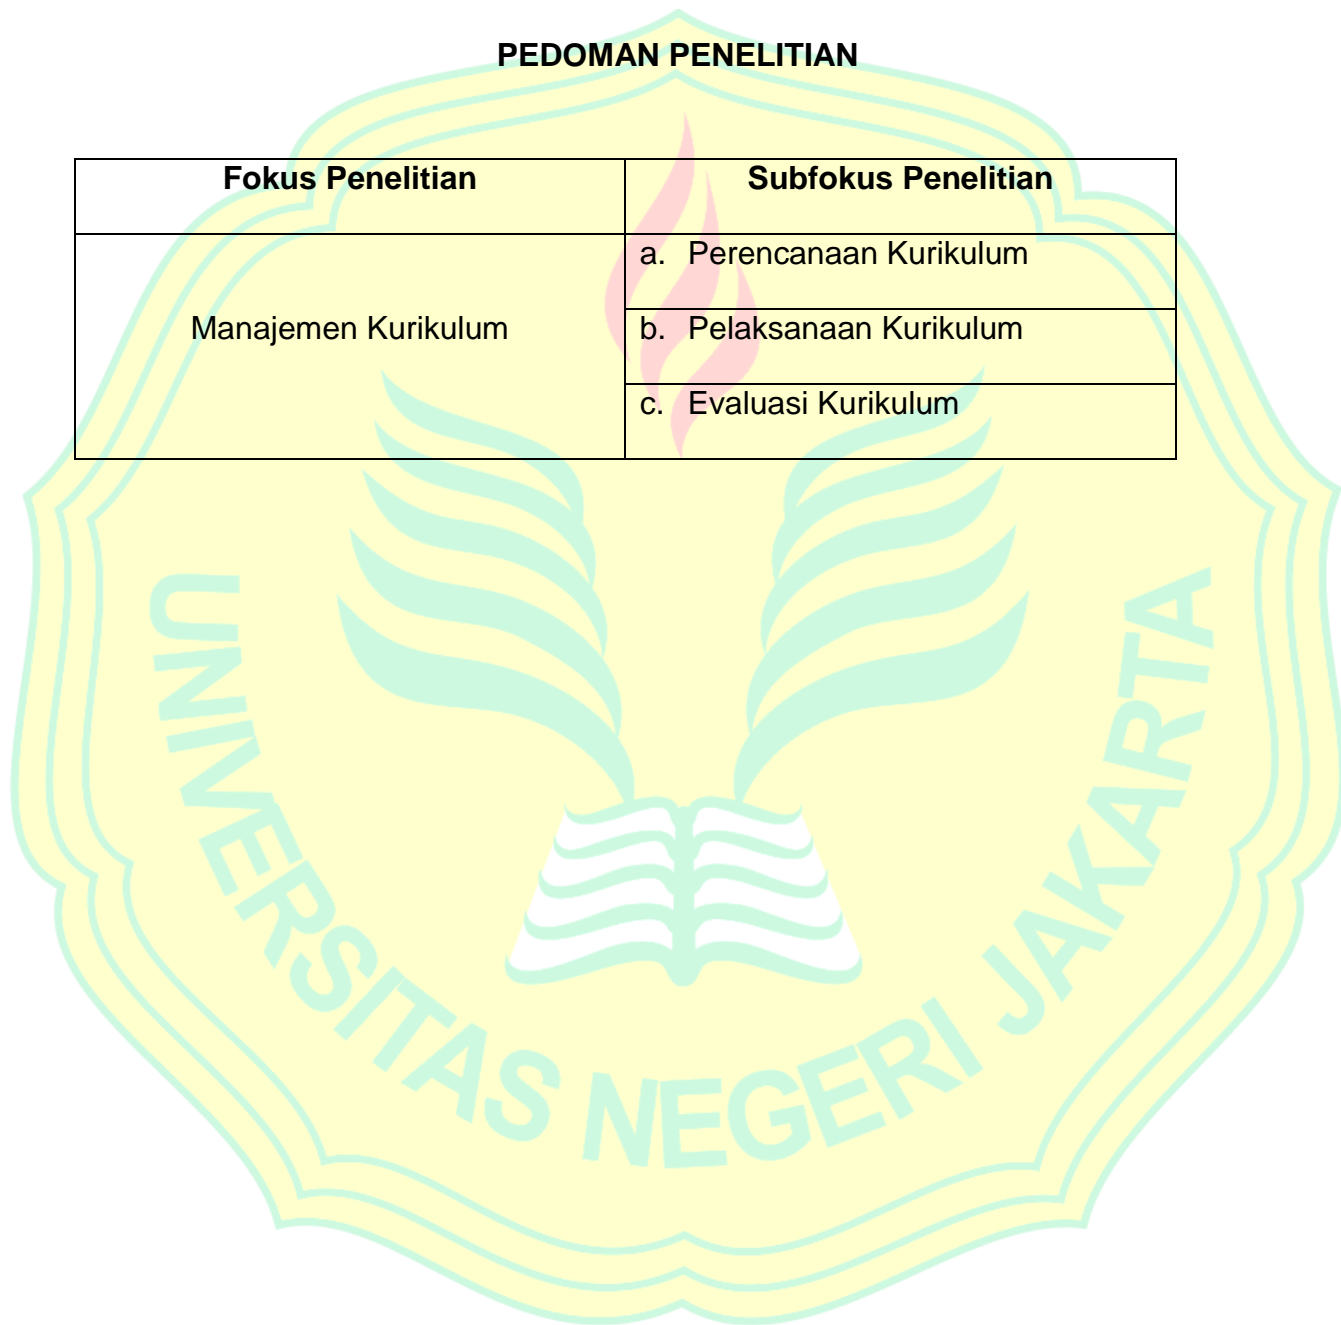 PEDOMAN PENELITIAN
Fokus Penelitian
Subfokus Penelitian
Manajemen Kurikulum
a. Perencanaan Kurikulum
b. Pelaksanaan Kurikulum
c. Evaluasi Kurikulum
UNIVERSITAS NEGERI JAKARTA